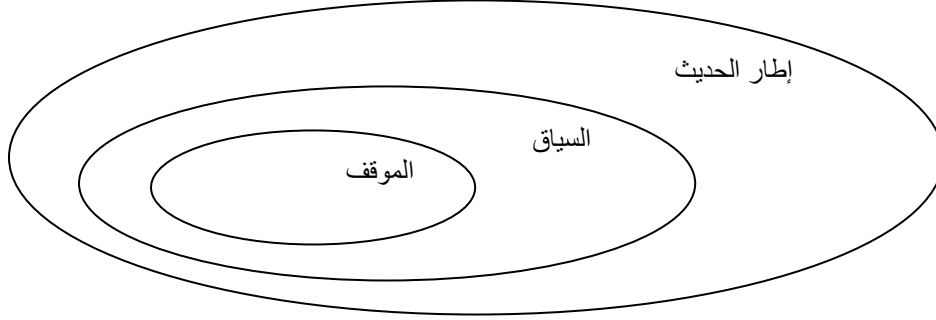 إطار الحديث
السياق
الموقف